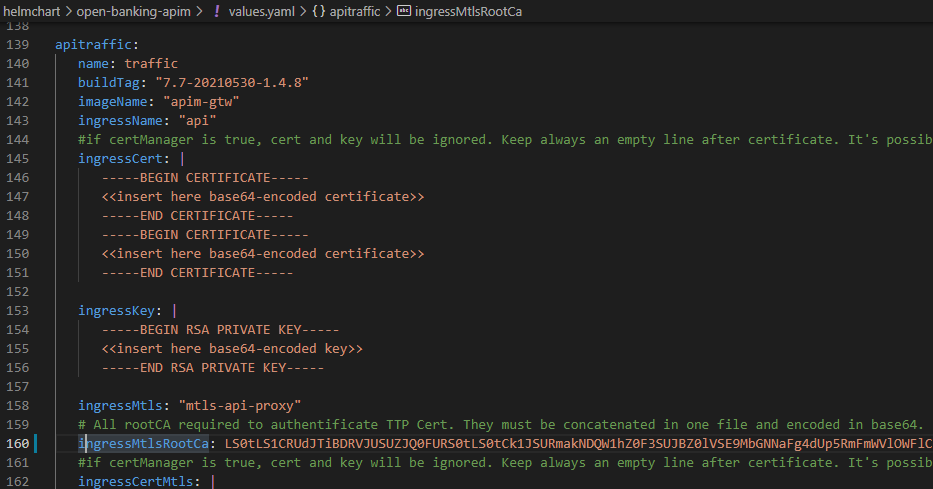 helmchart > open-banking-apim > ! values.yaml > {} apitraffic > abc ingressMtlsRootCa
138
139 apitraffic:
140 name: traffic
141 buildTag: "7.7-20210530-1.4.8"
142 imageName: "apim-gtw"
143 ingressName: "api"
144 #if certManager is true, cert and key will be ignored. Keep always an empty line after certificate. It's possib
145 ingressCert: |
146 -----BEGIN CERTIFICATE-----
147 <<insert here base64-encoded certificate>>
148 -----END CERTIFICATE-----
149 -----BEGIN CERTIFICATE-----
150 <<insert here base64-encoded certificate>>
151 -----END CERTIFICATE-----
152
153 ingressKey: |
154 -----BEGIN RSA PRIVATE KEY-----
155 <<insert here base64-encoded key>>
156 -----END RSA PRIVATE KEY-----
157
158 ingressMtls: "mtls-api-proxy"
159 # All rootCA required to authentificate TTP Cert. They must be concatenated in one file and encoded in base64.
160 ingressMtlsRootCa:
161 #if certManager is true, cert and key will be ignored. Keep always an empty line after certificate. It's possib
162 ingressCertMtls: |